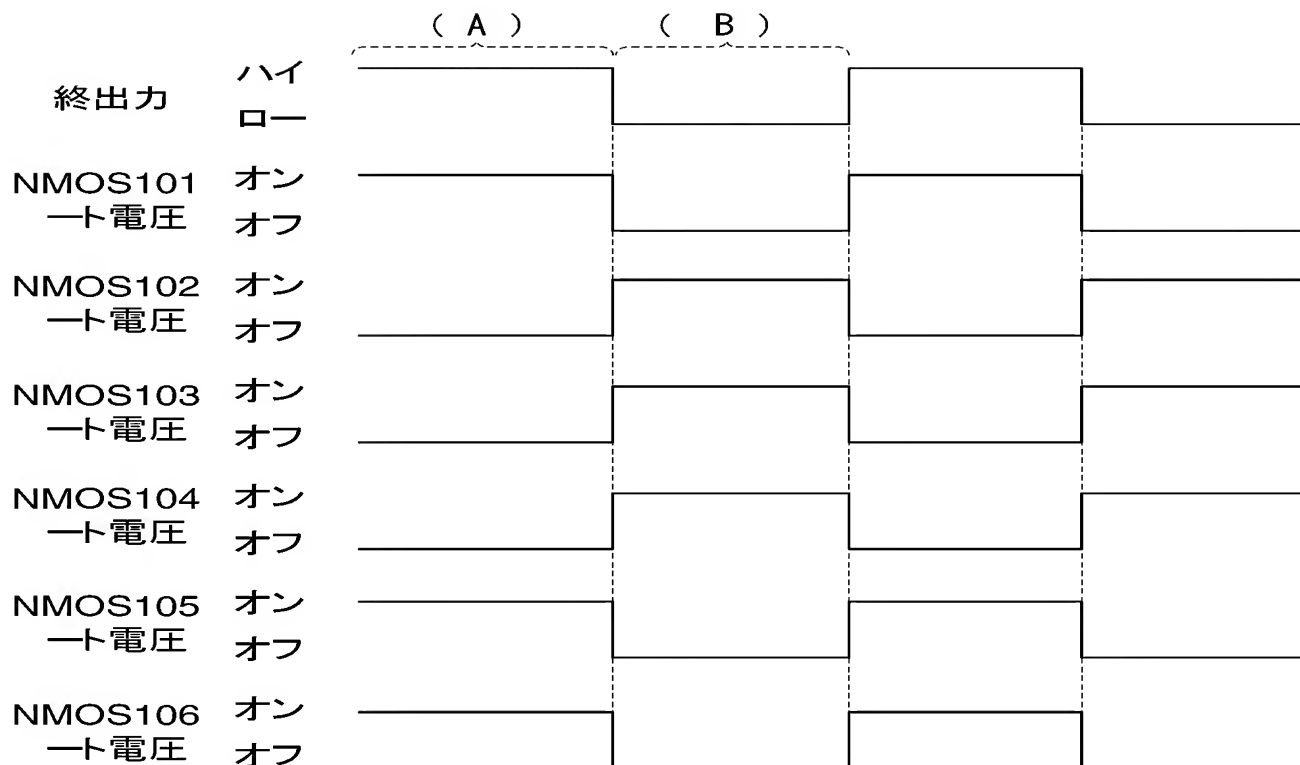 ( A ) ( B )
終出力 ハイ
ロー
NMOS101 オン
ート電圧 オフ
NMOS102 オン
ート電圧 オフ
NMOS103 オン
ート電圧 オフ
NMOS104 オン
ート電圧 オフ
NMOS105 オン
ート電圧 オフ
NMOS106 オン
ート電圧 オフ